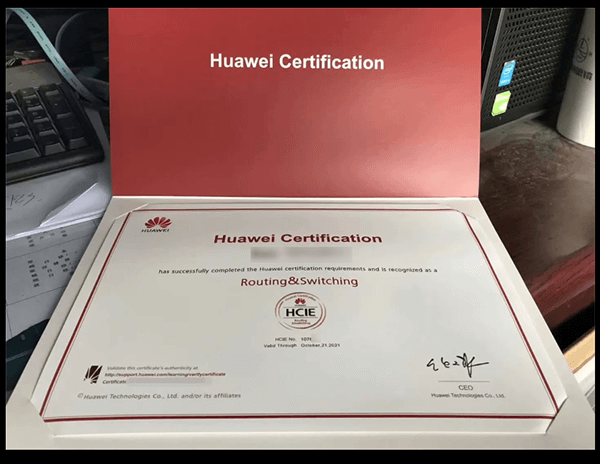 Huawei Certification
HUAWEI
Huawei Certification
has successfully completed the Huawei certification requirements and is recognized as a
Routing&Switching
HCIE
HCIE No.
Valid Through October,21,2021
Validate this certificate's authenticity at
http://support.huawei.com/learning/verifycertificate
Certificate
©Huawei Technologies Co., Ltd. and/or its affiliates
CEO
Huawei Technologies Co., Ltd.